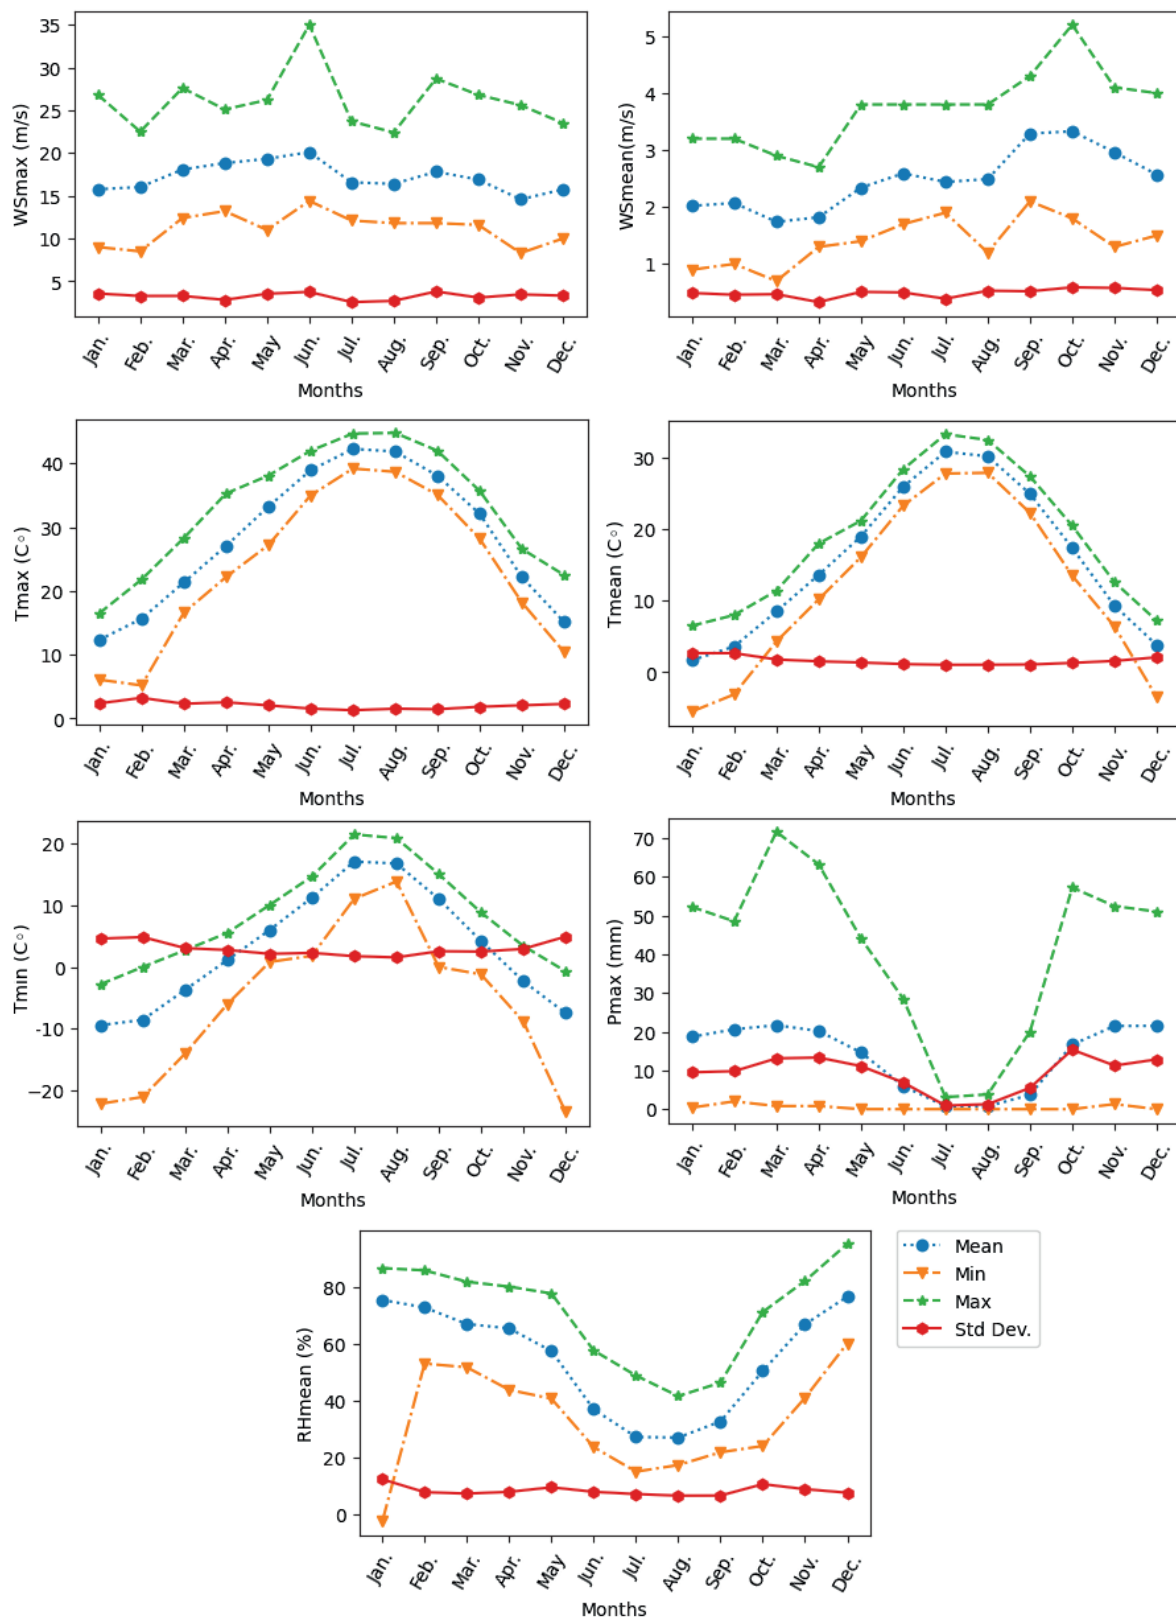 35
30
25
20
15
10
5
WSmax (m/s)
Jan. Feb. Mar. Apr. May Jun. Jul. Aug. Sep. Oct. Nov. Dec.
Months
5
4
3
2
1
WSmean(m/s)
Jan. Feb. Mar. Apr. May Jun. Jul. Aug. Sep. Oct. Nov. Dec.
Months
40
30
20
10
0
Tmax (C°)
Jan. Feb. Mar. Apr. May Jun. Jul. Aug. Sep. Oct. Nov. Dec.
Months
30
20
10
0
Tmean (C°)
Jan. Feb. Mar. Apr. May Jun. Jul. Aug. Sep. Oct. Nov. Dec.
Months
20
10
0
-10
−20
Tmin (C°)
Jan. Feb. Mar. Apr. May Jun. Jul. Aug. Sep. Oct. Nov. Dec.
Months
70
60
50
40
30
20
10
0
Pmax (mm)
Jan. Feb. Mar. Apr. May Jun. Jul. Aug. Sep. Oct. Nov. Dec.
Months
80
60
40
20
0
RHmean (%)
Jan. Feb. Mar. Apr. May Jun. Jul. Aug. Sep. Oct. Nov. Dec.
Months
Mean
Min
Max
Std Dev.